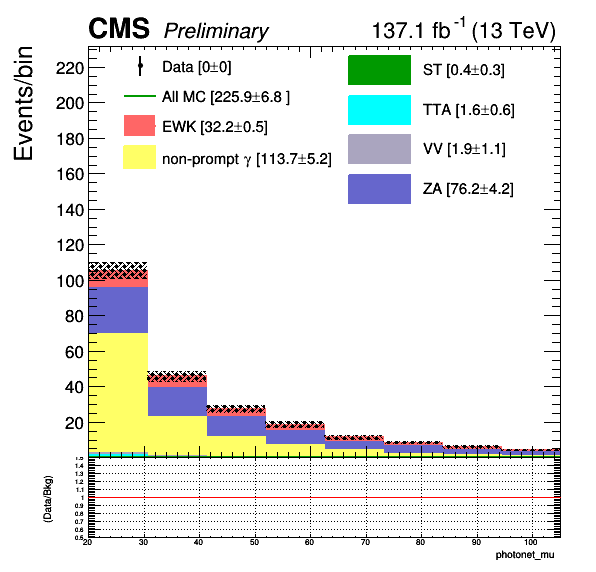 CMS Preliminary 137.1 fb⁻¹ (13 TeV)
Events/bin
220
200
180
160
140
120
100
80
60
40
20
Data [0±0]
All MC [225.9±6.8 ]
EWK [32.2±0.5]
non-prompt γ [113.7±5.2]
ST [0.4±0.3]
TTA [1.6±0.6]
VV [1.9±1.1]
ZA [76.2±4.2]
(Data/Bkg)
1.5
1.4
1.3
1.2
1.1
1
0.9
0.8
0.7
0.6
0.5
20 30 40 50 60 70 80 90 100
photonet_mu